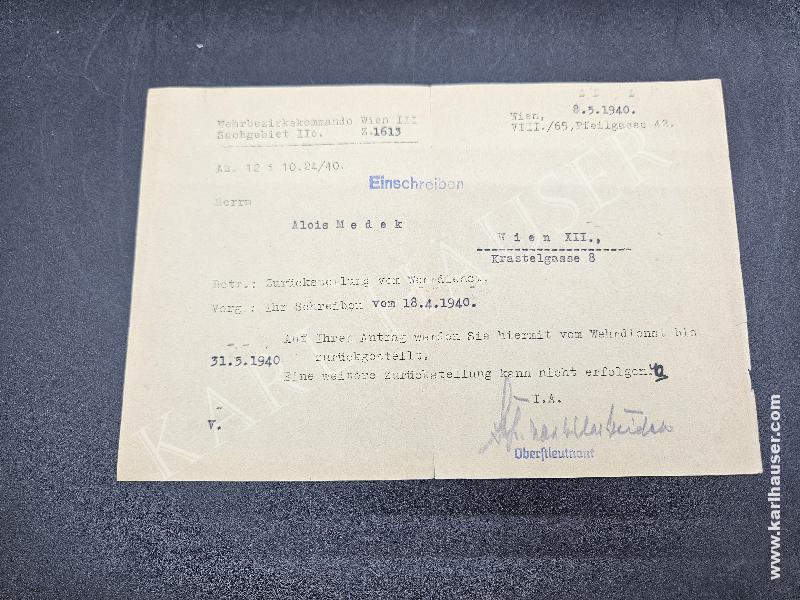 Wehrbezirkskommando Wien III
Sachgebiet IIc. Z.1613
Wien, 8.5.1940.
VIII./65, Pfeilgasse 42.
Az. 12 i 10.24/40.
Einschreiben
Herrn
Alois Medek
Wien XII.,
Krastelgasse 8
Betr.: Zurückstellung vom Wehrdienst.
Vorg.: Ihr Schreiben vom 18.4.1940.
Auf Ihren Antrag werden Sie hiermit vom Wehrdienst bis
31.5.1940 zurückgestellt.
Eine weitere Zurückstellung kann nicht erfolgen.
I.A.
V.
Oberstleutnant
KARL HÄUSER
www.karlhauser.com